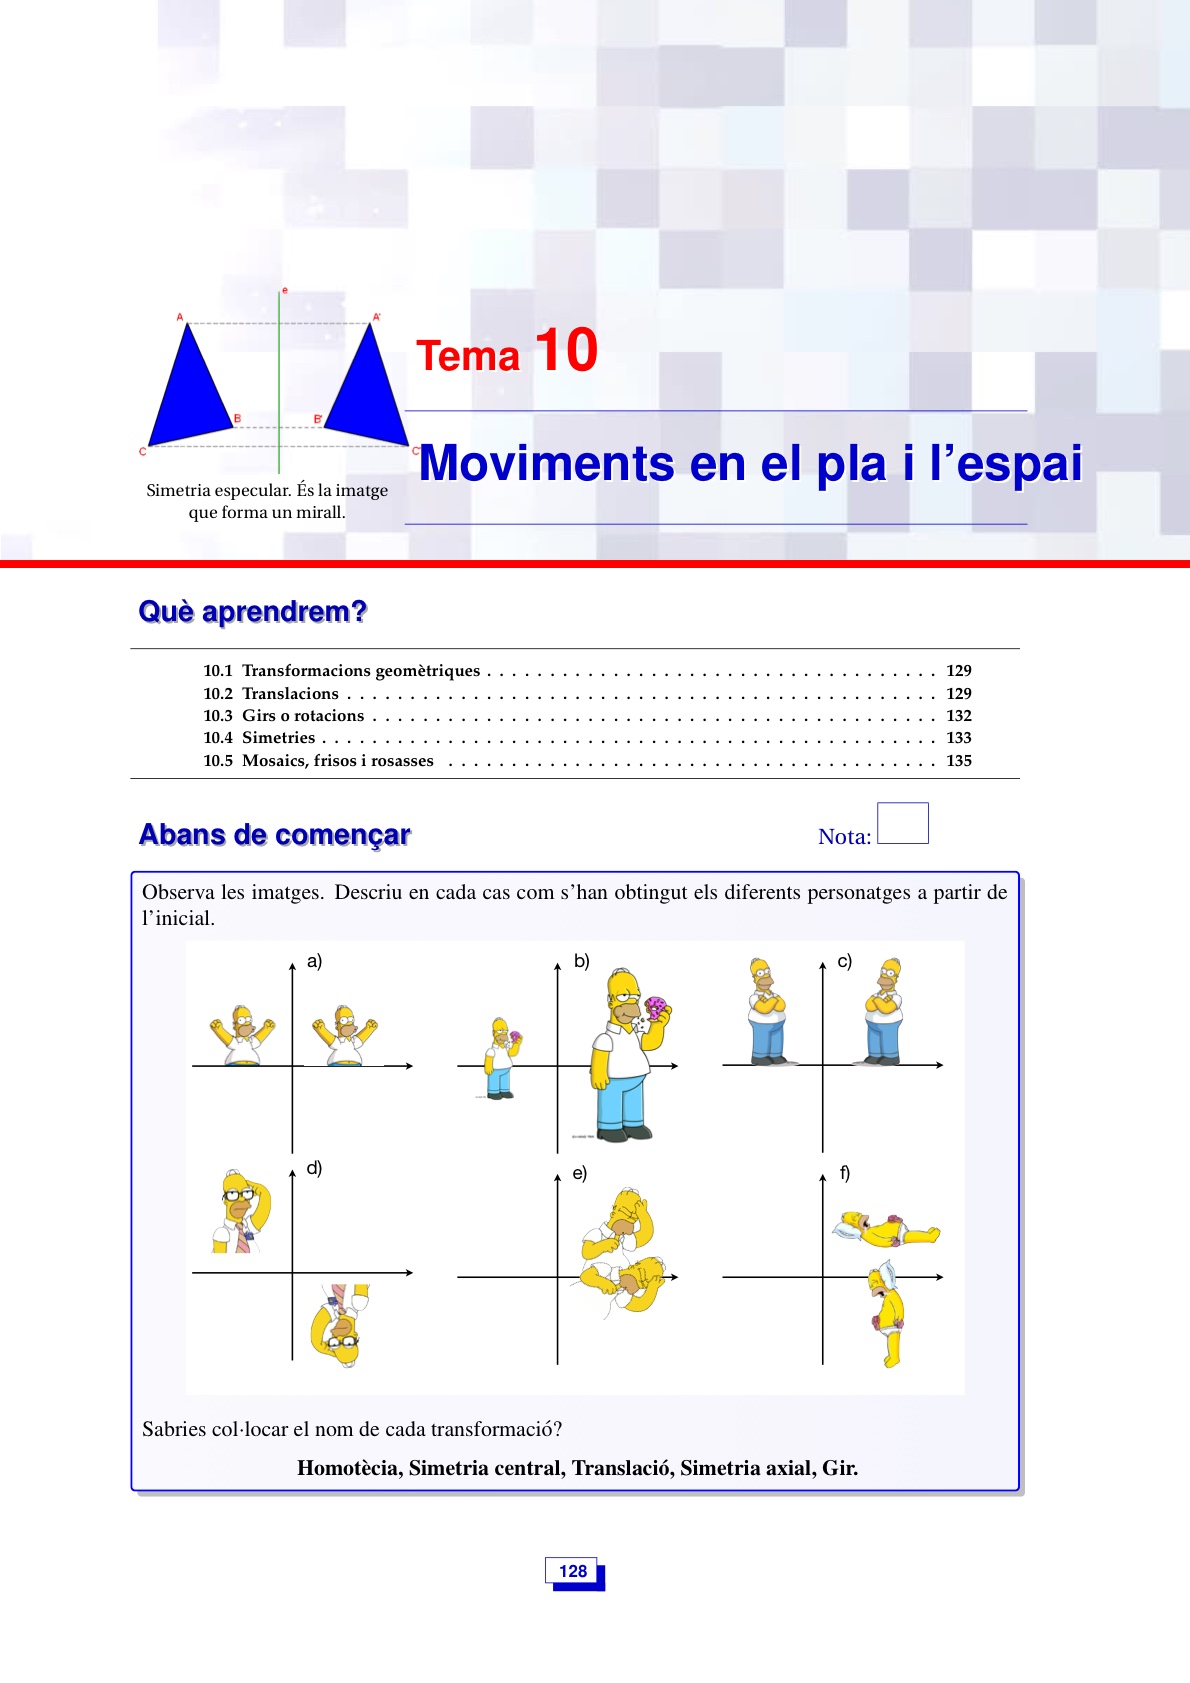 e
A
A'
B
B'
C
C'
Simetria especular. És la imatge
que forma un mirall.
Tema 10
Moviments en el pla i l'espai
Què aprendrem?
10.1 Transformacions geomètriques . . . . . . . . . . . . . . . . . . . . . . . . . . . . . . . . . . . 129
10.2 Translacions . . . . . . . . . . . . . . . . . . . . . . . . . . . . . . . . . . . . . . . . . . . . . . 129
10.3 Girs o rotacions . . . . . . . . . . . . . . . . . . . . . . . . . . . . . . . . . . . . . . . . . . . . 132
10.4 Simetries . . . . . . . . . . . . . . . . . . . . . . . . . . . . . . . . . . . . . . . . . . . . . . . . 133
10.5 Mosaics, frisos i rosasses . . . . . . . . . . . . . . . . . . . . . . . . . . . . . . . . . . . . . . 135
Abans de començar
Nota:
Observa les imatges. Descriu en cada cas com s'han obtingut els diferents personatges a partir de
l'inicial.
a)
b)
c)
d)
e)
f)
Sabries col·locar el nom de cada transformació?
Homotècia, Simetria central, Translació, Simetria axial, Gir.
128